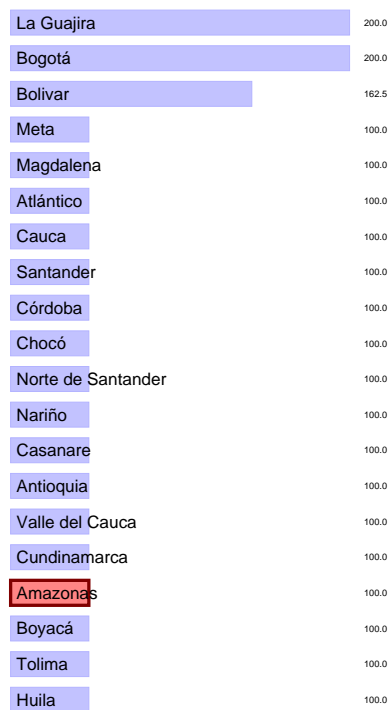 La Guajira 200.0
Bogotá 200.0
Bolivar 162.5
Meta 100.0
Magdalena 100.0
Atlántico 100.0
Cauca 100.0
Santander 100.0
Córdoba 100.0
Chocó 100.0
Norte de Santander 100.0
Nariño 100.0
Casanare 100.0
Antioquia 100.0
Valle del Cauca 100.0
Cundinamarca 100.0
Amazonas 100.0
Boyacá 100.0
Tolima 100.0
Huila 100.0